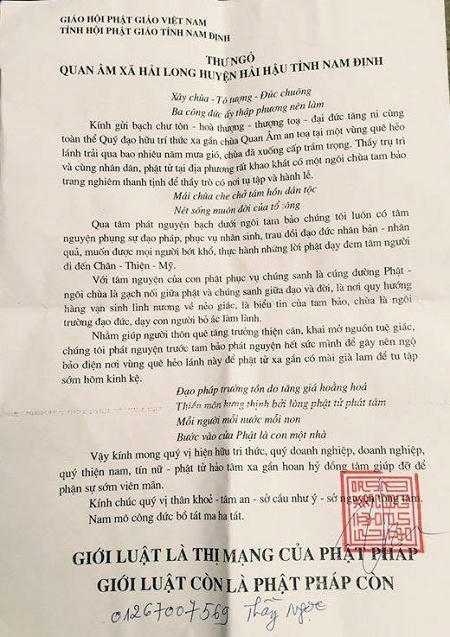 GIÁO HỘI PHẬT GIÁO VIỆT NAM
TỈNH HỘI PHẬT GIÁO TỈNH NAM ĐỊNH
THƯ NGỎ
QUAN ÂM XÃ HẢI LONG HUYỆN HẢI HẬU TỈNH NAM ĐỊNH
Xây chùa - Tô tượng - Đúc chuông
Ba công đức ấy thập phương nên làm
Kính gửi bạch chư tôn - hoà thượng - thượng toạ - đại đức tăng ni cùng
toàn thể Quý đạo hữu trí thức xa gần chùa Quan Âm an toạ tại một vùng quê hẻo
lánh trải qua bao nhiêu năm mưa gió, chùa đã xuống cấp trầm trọng. Thầy trụ trì
và cùng nhân dân, phật tử tại địa phương rất khao khát có một ngôi chùa tam bảo
trang nghiêm thanh tịnh để thầy trò có nơi tụ tập và hành lễ.
Mái chùa che chở tâm hồn dân tộc
Nét sống muôn đời của tổ tông
Qua tâm phát nguyện bạch dưới ngôi tam bảo chúng tôi luôn có tâm
nguyện phụng sự đạo pháp, phục vụ nhân sinh, trau dồi đạo đức nhân bản - nhân
quả, muốn được mọi người bớt khổ, thực hành những lời phật dạy đem tâm người
đi đến Chân - Thiện - Mỹ.
Với tâm nguyện của con phật phục vụ chúng sanh là cúng dường Phật -
ngôi chùa là gạch nối giữa phật và chúng sanh giữa đạo và đời, là nơi quy hướng
hàng vạn sinh linh mương về nẻo giác, là biểu tin của tam bảo, chùa là ngôi
trường đạo đức, dạy con người bỏ ác làm lành.
Nhằm giúp người thôn quê tăng trưởng thiện căn, khai mở nguồn tuệ giác,
chúng tôi phát nguyện trước tam bảo phát nguyện hết sức mình để gây nên ngô
bảo điện nơi vùng quê hẻo lánh này để phật tử xa gần có mái già lam để tu tập
sớm hôm kinh kệ.
Đạo pháp trường tồn do tăng giá hoằng hoá
Thiền môn hưng thịnh bởi lòng phật tử phát tâm
Mỗi người mỗi nước mỗi non
Bước vào cửa Phật là con một nhà
Vậy kính mong quý vị hiện hữu trí thức, quý doanh nghiệp, doanh nghiệp,
quý thiện nam, tín nữ - phật tử hảo tâm xa gần hoan hỷ đồng tâm giúp đỡ để
phận sự sớm viên mãn.
Kính chúc quý vị thân khoẻ - tâm an - sở cầu như ý - sở nguyện tòng tâm.
Nam mô công đức bồ tát ma ha tát.
GIỚI LUẬT LÀ THỊ MẠNG CỦA PHẬT PHÁP
GIỚI LUẬT CÒN LÀ PHẬT PHÁP CÒN
01267007569 Thầy Ngọc